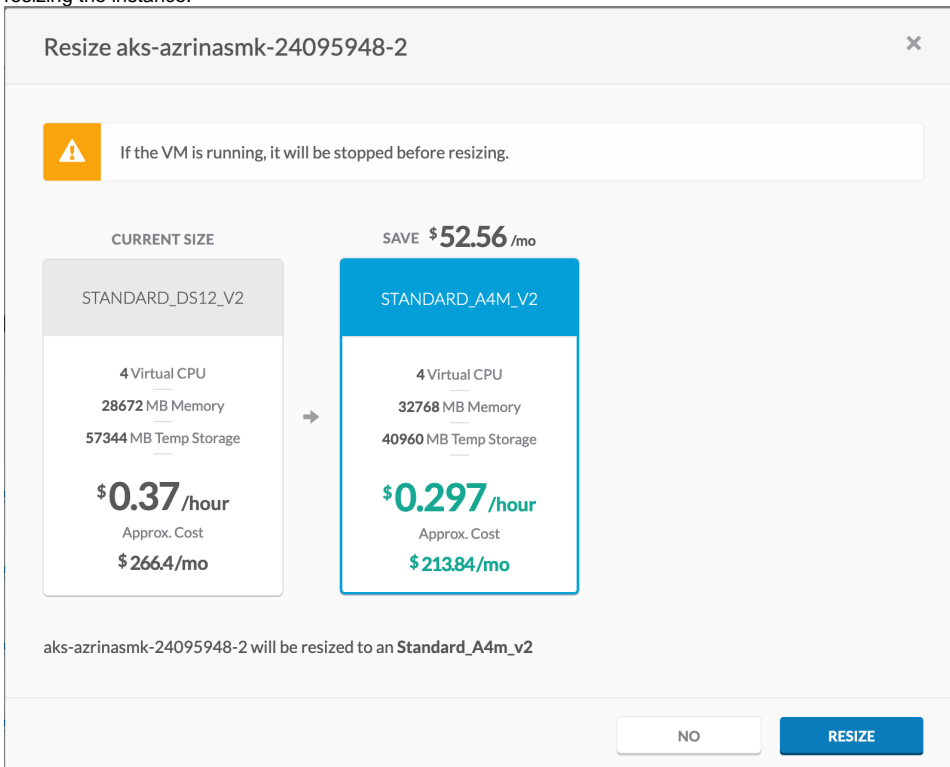 resizing the instance.
Resize aks-azrinasmk-24095948-2
×
If the VM is running, it will be stopped before resizing.
CURRENT SIZE
STANDARD_DS12_V2
4 Virtual CPU
28672 MB Memory
57344 MB Temp Storage
$0.37/hour
Approx. Cost
$266.4/mo
SAVE $52.56 /mo
STANDARD_A4M_V2
4 Virtual CPU
32768 MB Memory
40960 MB Temp Storage
$0.297/hour
Approx. Cost
$213.84/mo
aks-azrinasmk-24095948-2 will be resized to an Standard_A4m_v2
NO
RESIZE